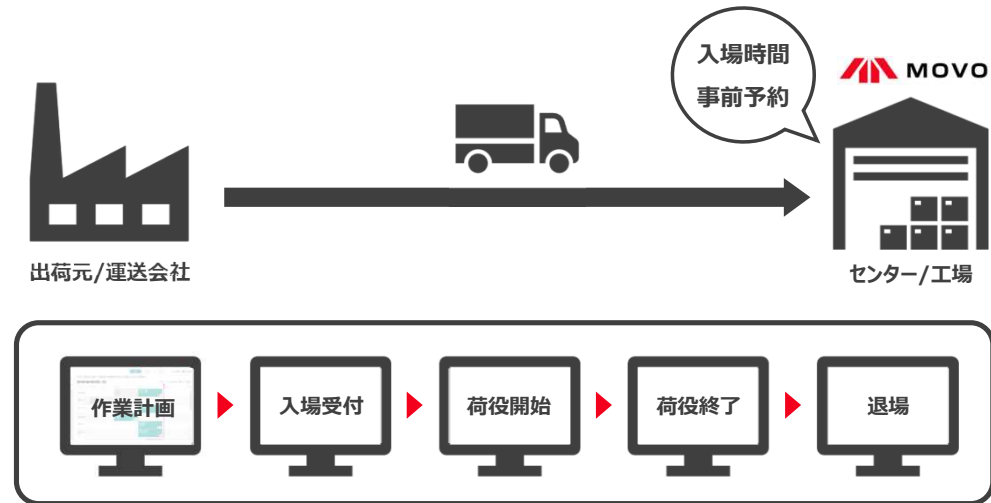 入場時間
事前予約
MOVO
出荷元/運送会社
センター/工場
作業計画
入場受付
荷役開始
荷役終了
退場